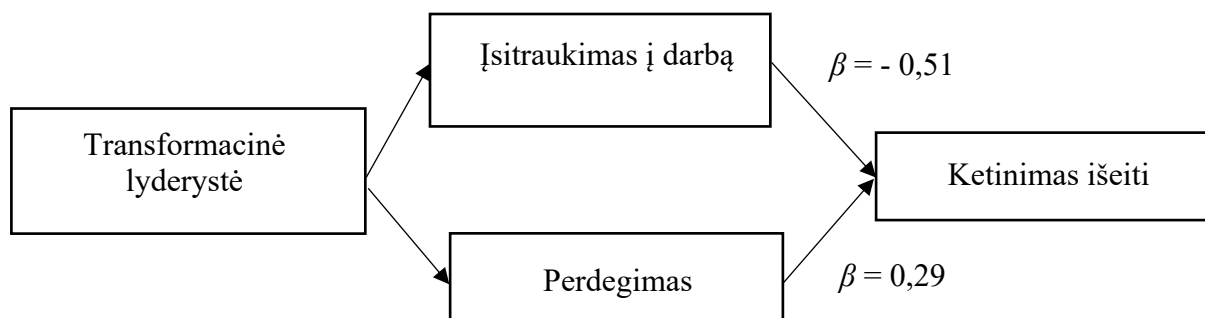 Įsitraukimas į darbą
β = - 0,51
Transformacinė
lyderystė
Ketinimas išeiti
Perdegimas
β = 0,29